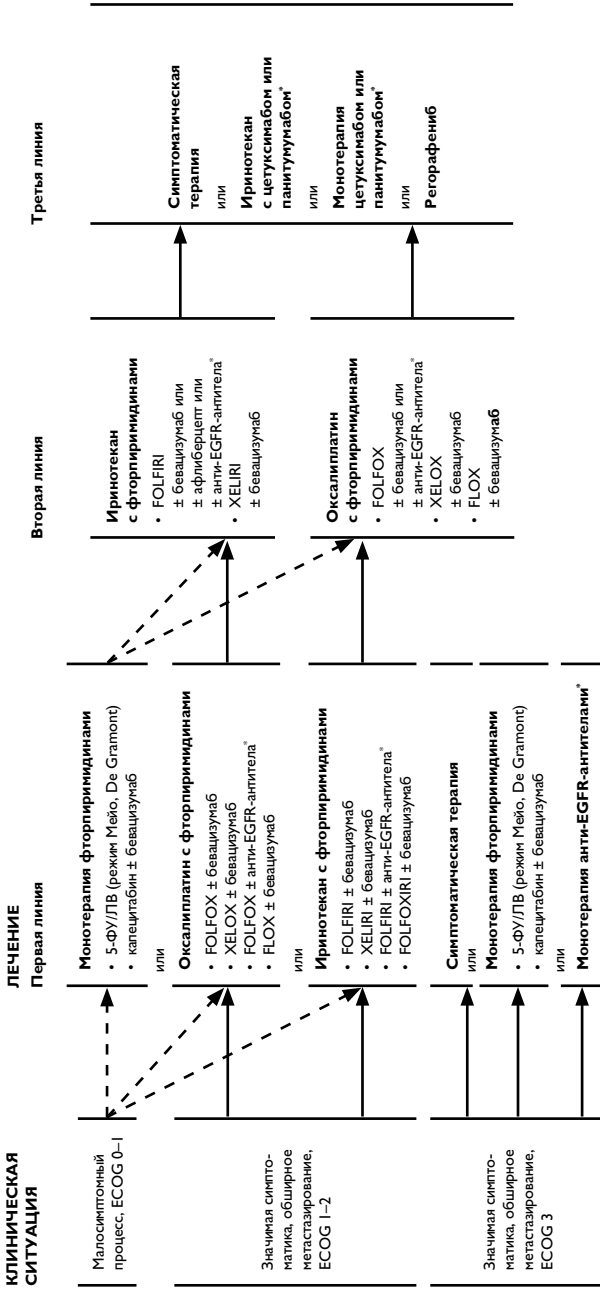 КЛИНИЧЕСКАЯ
СИТУАЦИЯ
Малосимптомный
процесс, ECOG 0–1
Значимая симпто-
матика, обширное
метастазирование,
ECOG 1–2
Значимая симпто-
матика, обширное
метастазирование,
ECOG 3
ЛЕЧЕНИЕ
Первая линия
Монотерапия фторпиримидинами
• 5-ФУ/ЛВ (режим Мейо, De Gramont)
• капецитабин ± бевацизумаб
или
Оксалиплатин с фторпиримидинами
• FOLFOX ± бевацизумаб
• XELOX ± бевацизумаб
• FOLFOX ± анти-EGFR-антитела*
• FLOX ± бевацизумаб
или
Иринотекан с фторпиримидинами
• FOLFIRI ± бевацизумаб
• XELIRI ± бевацизумаб
• FOLFIRI ± анти-EGFR-антитела*
• FOLFOXIRI ± бевацизумаб
Симптоматическая терапия
или
Монотерапия фторпиримидинами
• 5-ФУ/ЛВ (режим Мейо, De Gramont)
• капецитабин ± бевацизумаб
или
Монотерапия анти-EGFR-антителами*
Вторая линия
Иринотекан
с фторпиримидинами
• FOLFIRI
± бевацизумаб или
± афлиберцепт или
± анти-EGFR-антитела*
• XELIRI
± бевацизумаб
Оксалиплатин
с фторпиримидинами
• FOLFOX
± бевацизумаб или
± анти-EGFR-антитела*
• XELOX
± бевацизумаб
• FLOX
± бевацизумаб
Третья линия
Симптоматическая
терапия
или
Иринотекан
с цетуксимабом или
панитумумабом*
или
Монотерапия
цетуксимабом или
панитумумабом*
или
Регорафениб